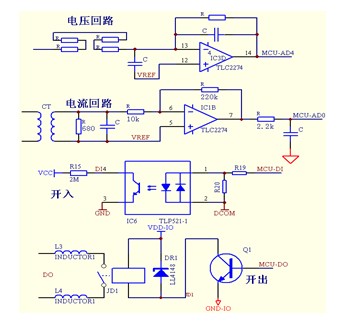 电压回路
R
R
R
R
R
R
C
C
13
4
14
MCU-AD4
12
IC3D
VREF
TLC2274
电流回路
CT
R
220k
R
10k
6
IC1B
7
R
MCU-AD0
R
680
C
5
VREF
TLC2274
2.2k
C
VCC
R15
DI4
2M
4
1
R19
MCU-DI
开入
R20
3
2
GND
IC6
TLP521-1
DCOM
VDD-IO
L3
INDUCTOR1
DR1
Q1
DO
LL4148
MCU-DO
L4
JD1
开出
INDUCTOR1
GND-IO